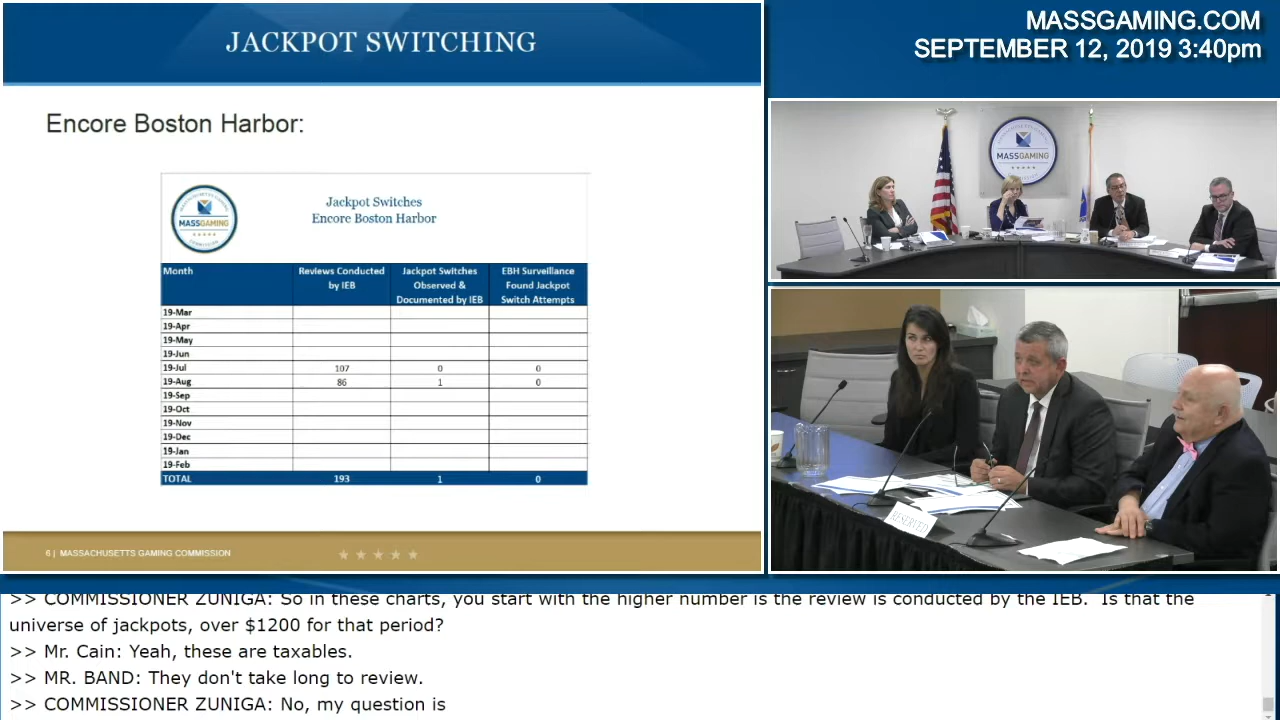 JACKPOT SWITCHING
Encore Boston Harbor:
MASSGAMING
Jackpot Switches
Encore Boston Harbor
Month Reviews Conducted by IEB Jackpot Switches Observed & Documented by IEB EBH Surveillance Found Jackpot Switch Attempts
19-Mar
19-Apr
19-May
19-Jun
19-Jul 107 0 0
19-Aug 86 1 0
19-Sep
19-Oct
19-Nov
19-Dec
19-Jan
19-Feb
TOTAL 193 1 0
6 | MASSACHUSETTS GAMING COMMISSION
MASSGAMING.COM
SEPTEMBER 12, 2019 3:40pm
MASSGAMING
RESERVED
>> COMMISSIONER ZUNIGA: So in these charts, you start with the higher number is the review is conducted by the IEB. Is that the
universe of jackpots, over $1200 for that period?
>> Mr. Cain: Yeah, these are taxables.
>> MR. BAND: They don't take long to review.
>> COMMISSIONER ZUNIGA: No, my question is